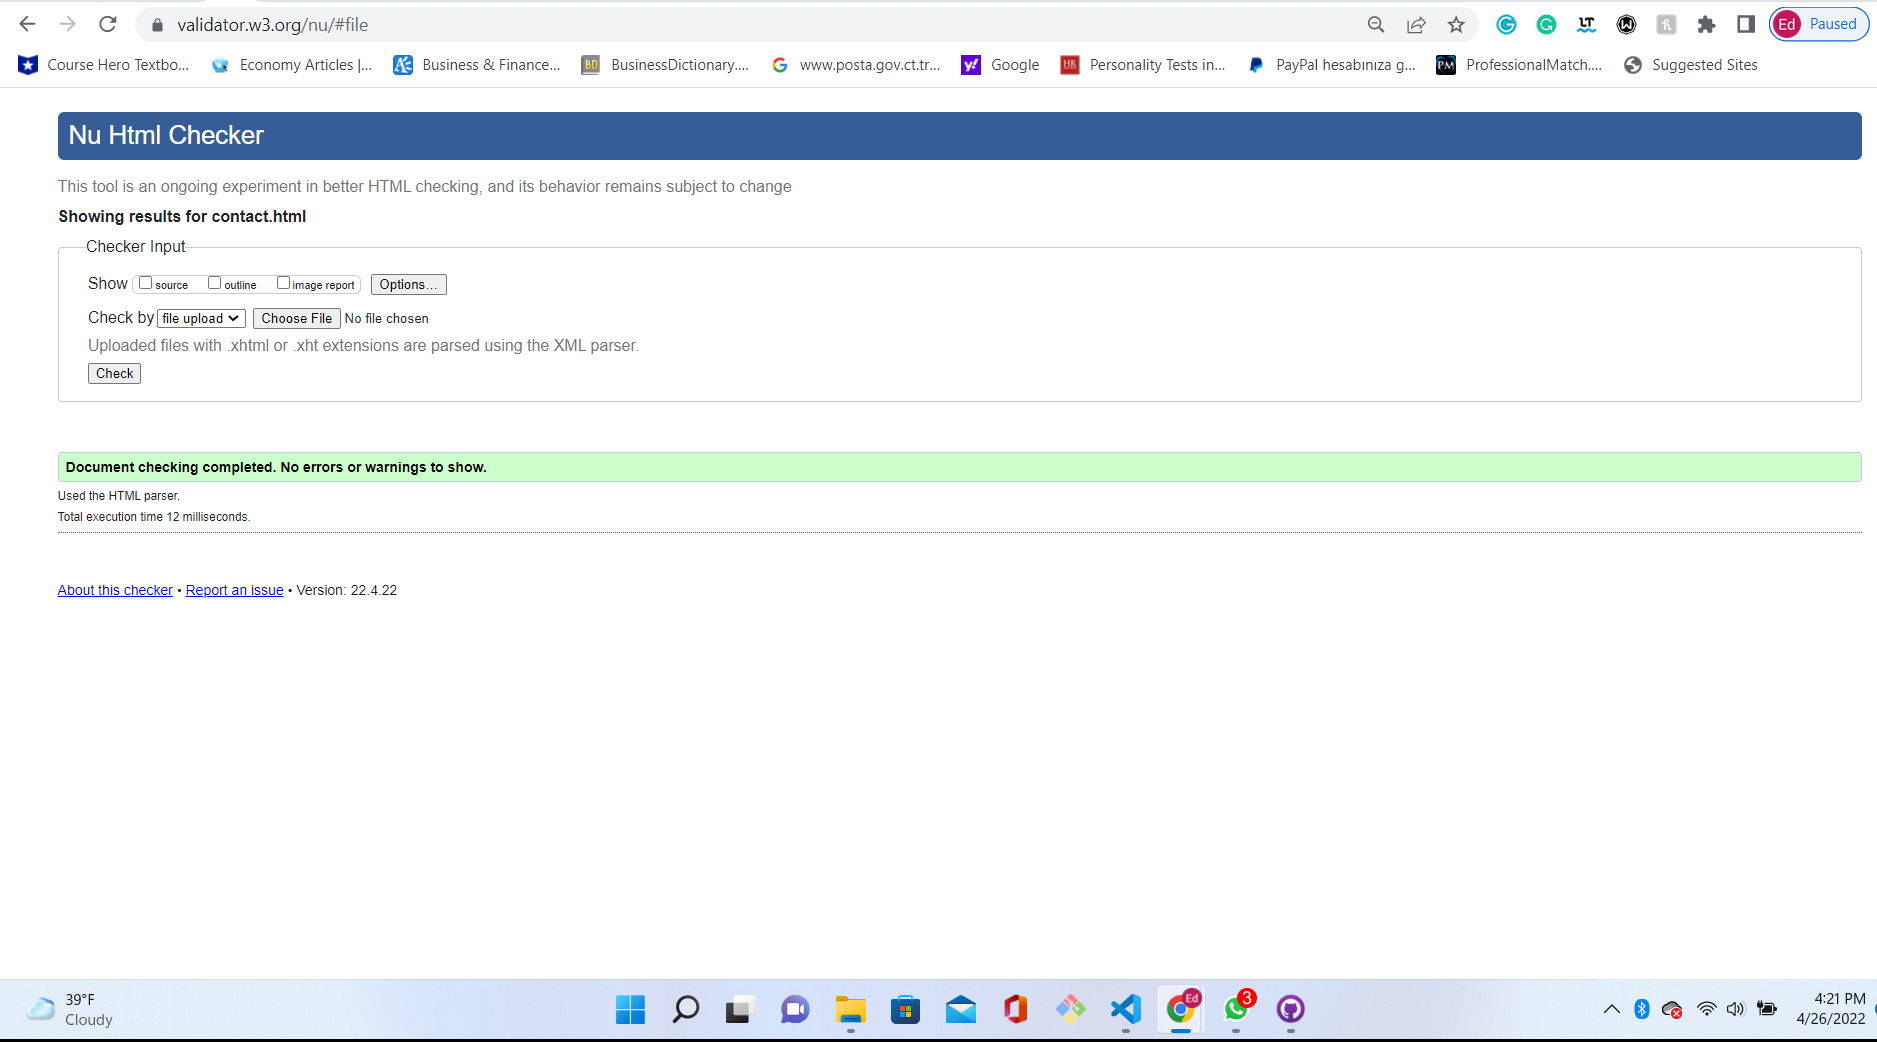 validator.w3.org/nu/#file
Ed Paused
Course Hero Textbo...
Economy Articles |...
Business & Finance...
BD BusinessDictionary....
www.posta.gov.ct.tr...
y! Google
HR Personality Tests in...
PayPal hesabınıza g...
PM ProfessionalMatch....
Suggested Sites
Nu Html Checker
This tool is an ongoing experiment in better HTML checking, and its behavior remains subject to change
Showing results for contact.html
Checker Input
Show source outline image report Options...
Check by file upload Choose File No file chosen
Uploaded files with .xhtml or .xht extensions are parsed using the XML parser.
Check
Document checking completed. No errors or warnings to show.
Used the HTML parser.
Total execution time 12 milliseconds.
About this checker • Report an issue • Version: 22.4.22
39°F
Cloudy
Ed
3
4:21 PM
4/26/2022